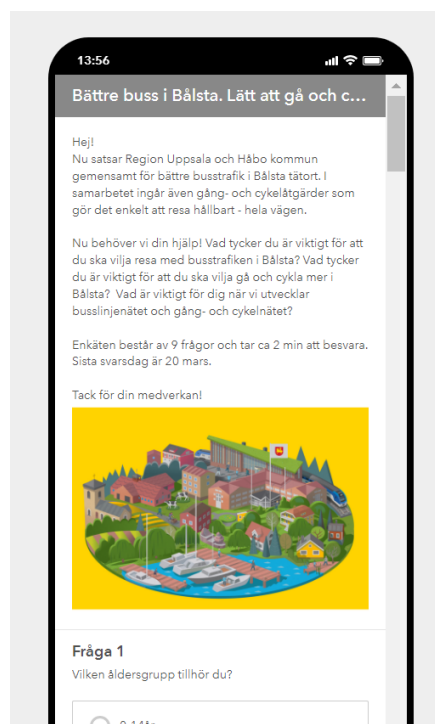 13:56
Bättre buss i Bålsta. Lätt att gå och c...
Hej!
Nu satsar Region Uppsala och Håbo kommun
gemensamt för bättre busstrafik i Bålsta tätort. I
samarbetet ingår även gång- och cykelåtgärder som
gör det enkelt att resa hållbart - hela vägen.
Nu behöver vi din hjälp! Vad tycker du är viktigt för att
du ska vilja resa med busstrafiken i Bålsta? Vad tycker
du är viktigt för att du ska vilja gå och cykla mer i
Bålsta?  Vad är viktigt för dig när vi utvecklar
busslinjenätet och gång- och cykelnätet?
Enkäten består av 9 frågor och tar ca 2 min att besvara.
Sista svarsdag är 20 mars.
Tack för din medverkan!
Fråga 1
Vilken åldersgrupp tillhör du?